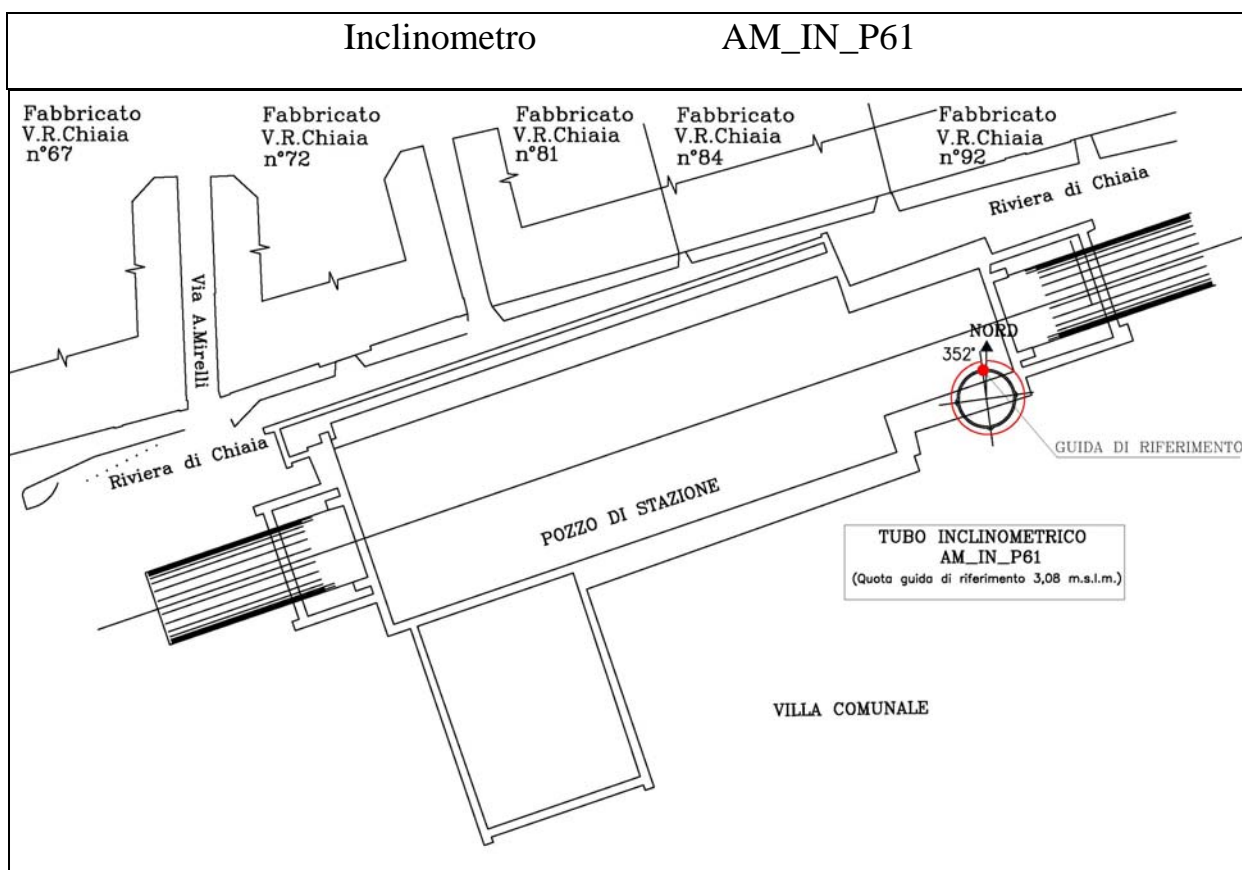 Inclinometro AM_IN_P61
Fabbricato
V.R.Chiaia
n°67
Fabbricato
V.R.Chiaia
n°72
Fabbricato
V.R.Chiaia
n°81
Fabbricato
V.R.Chiaia
n°84
Fabbricato
V.R.Chiaia
n°92
Riviera di Chiaia
Via A.Mirelli
NORD
352°
Riviera di Chiaia
GUIDA DI RIFERIMENTO
POZZO DI STAZIONE
TUBO INCLINOMETRICO
AM_IN_P61
(Quota guida di riferimento 3,08 m.s.l.m.)
VILLA COMUNALE